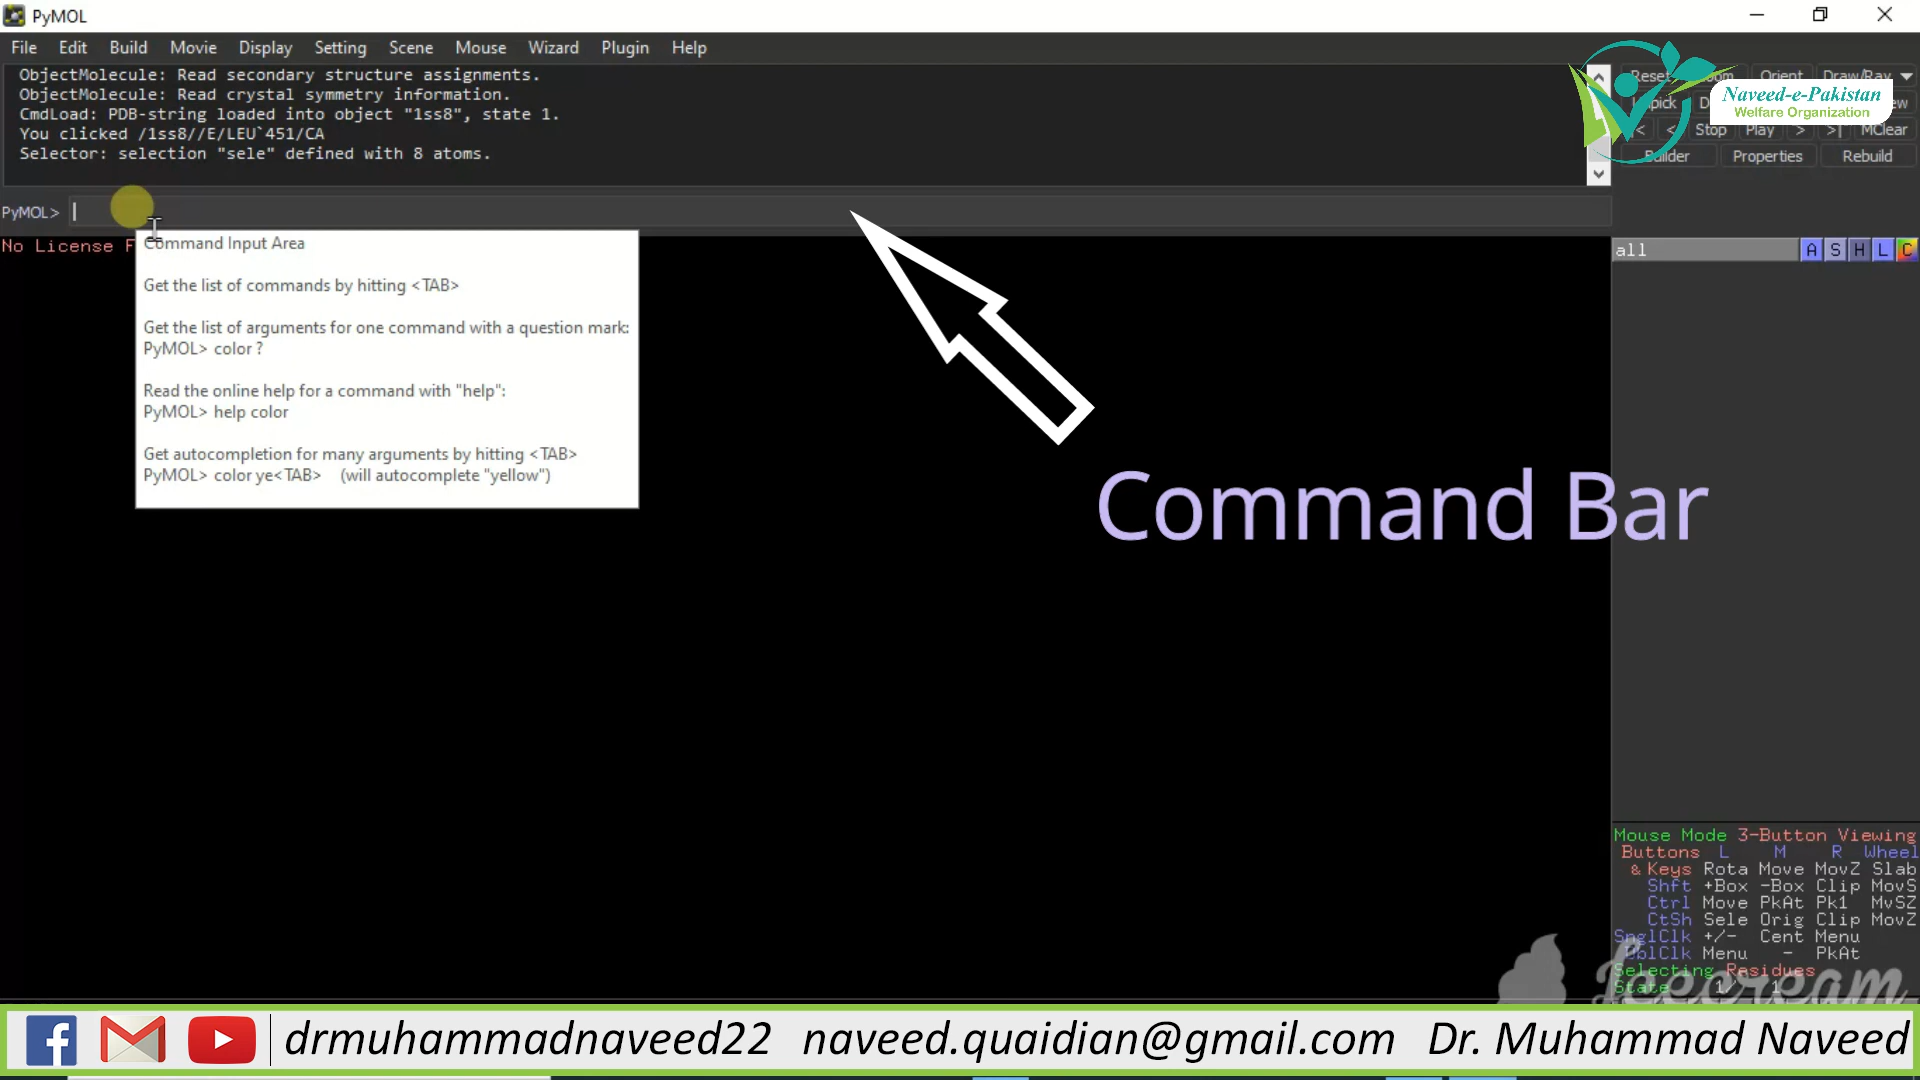 PyMOL
File Edit Build Movie Display Setting Scene Mouse Wizard Plugin Help
ObjectMolecule: Read secondary structure assignments.
ObjectMolecule: Read crystal symmetry information.
CmdLoad: PDB-string loaded into object "1ss8", state 1.
You clicked /1ss8//E/LEU`451/CA
Selector: selection "sele" defined with 8 atoms.
Reset Orient Draw/Ray
Naveed-e-Pakistan
Welfare Organization
|< < Stop Play > >| MClear
Builder Properties Rebuild
PyMOL>
No License F
Command Input Area
Get the list of commands by hitting <TAB>
Get the list of arguments for one command with a question mark:
PyMOL> color ?
Read the online help for a command with "help":
PyMOL> help color
Get autocompletion for many arguments by hitting <TAB>
PyMOL> color ye<TAB> (will autocomplete "yellow")
all A S H L C
Command Bar
Mouse Mode 3-Button Viewing
Buttons L M R Wheel
& Keys Rota Move MovZ Slab
Shft +Box -Box Clip MovS
Ctrl Move PkAt Pk1 MvSZ
CtSh Sele Orig Clip MovZ
SnglClk +/- Cent Menu
DblClk Menu - PkAt
Selecting Residues
State 1/ 1
Icecream
drmuhammadnaveed22 naveed.quaidian@gmail.com Dr. Muhammad Naveed